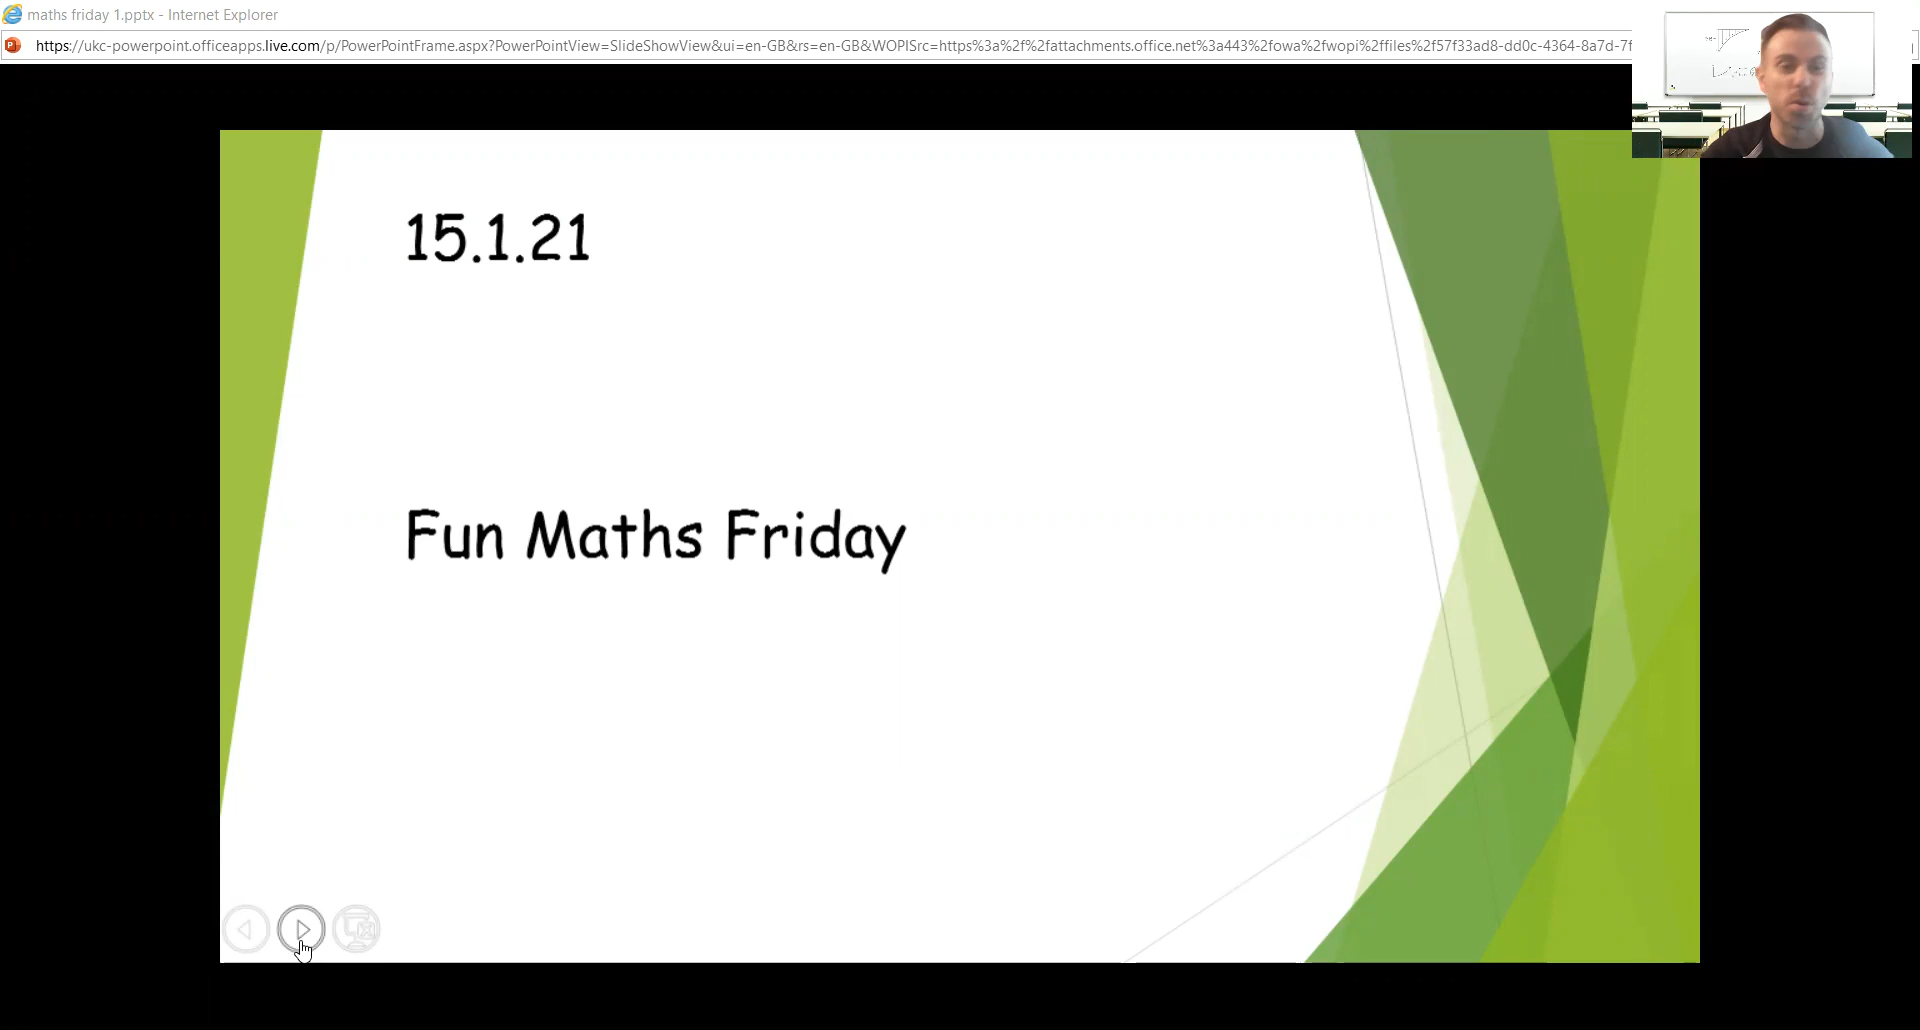 maths friday 1.pptx - Internet Explorer
https://ukc-powerpoint.officeapps.live.com/p/PowerPointFrame.aspx?PowerPointView=SlideShowView&ui=en-GB&rs=en-GB&WOPISrc=https%3a%2f%2fattachments.office.net%3a443%2fowa%2fwopi%2ffiles%2f57f33ad8-dd0c-4364-8a7d-7f
15.1.21
Fun Maths Friday